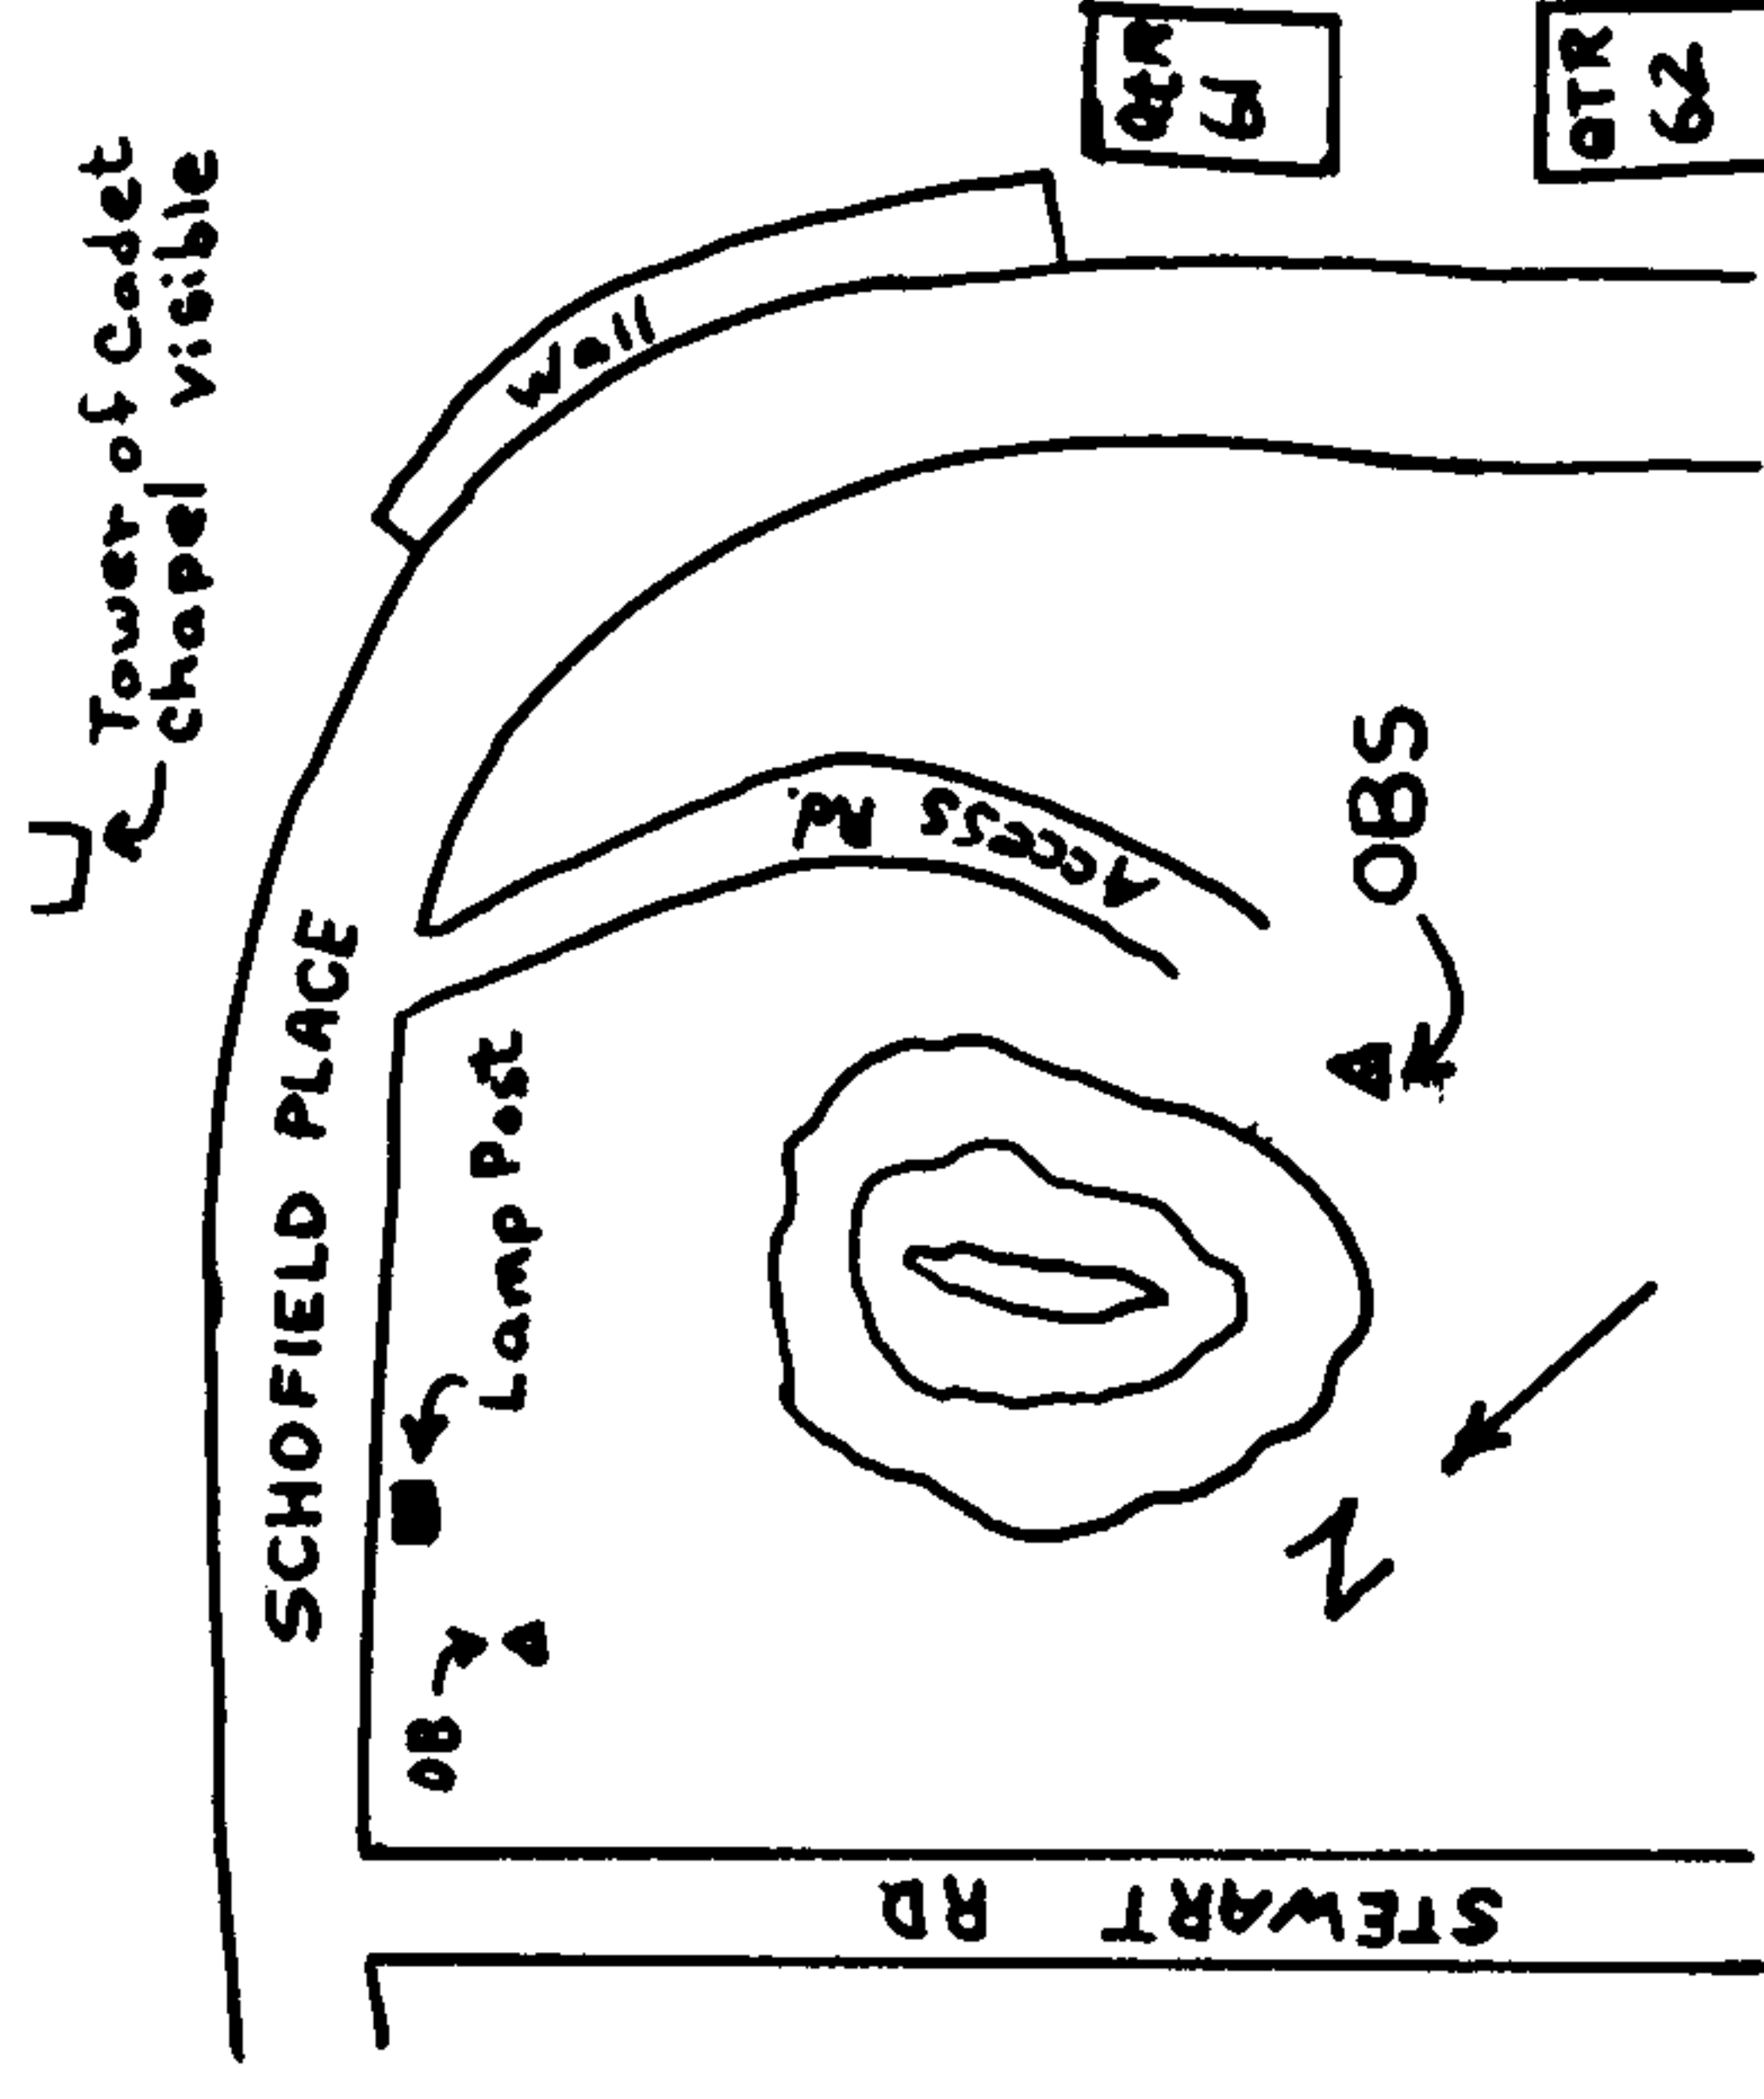 Tower of Cadet
Chapel visible
Wall
QTR
61
QTR
62
SCHOFIELD PLACE
Access Rd.
Lamp post
OBS
OB
N
STEWART RD